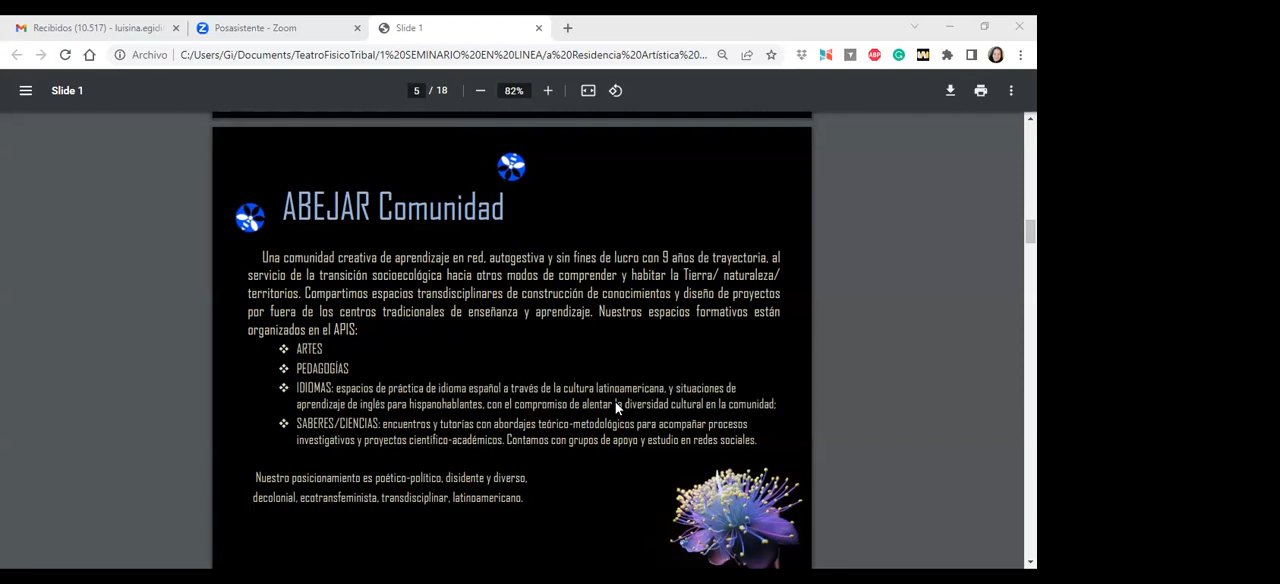 Recibidos (10.517) - luisina.egidi
Posasistente - Zoom
Slide 1
Archivo
C:/Users/Gi/Documents/TeatroFisicoTribal/1%20SEMINARIO%20EN%20LINEA/a%20Residencia%20Artística%20...
ABP
Slide 1
5 / 18
82%
ABEJAR Comunidad
Una comunidad creativa de aprendizaje en red, autogestiva y sin fines de lucro con 9 años de trayectoria, al
servicio de la transición socioecológica hacia otros modos de comprender y habitar la Tierra/ naturaleza/
territorios. Compartimos espacios transdisciplinares de construcción de conocimientos y diseño de proyectos
por fuera de los centros tradicionales de enseñanza y aprendizaje. Nuestros espacios formativos están
organizados en el APIS:
ARTES
PEDAGOGÍAS
IDIOMAS: espacios de práctica de idioma español a través de la cultura latinoamericana, y situaciones de
aprendizaje de inglés para hispanohablantes, con el compromiso de alentar la diversidad cultural en la comunidad;
SABERES/CIENCIAS: encuentros y tutorías con abordajes teórico-metodológicos para acompañar procesos
investigativos y proyectos científico-académicos. Contamos con grupos de apoyo y estudio en redes sociales.
Nuestro posicionamiento es poético-político, disidente y diverso,
decolonial, ecotransfeminista, transdisciplinar, latinoamericano.